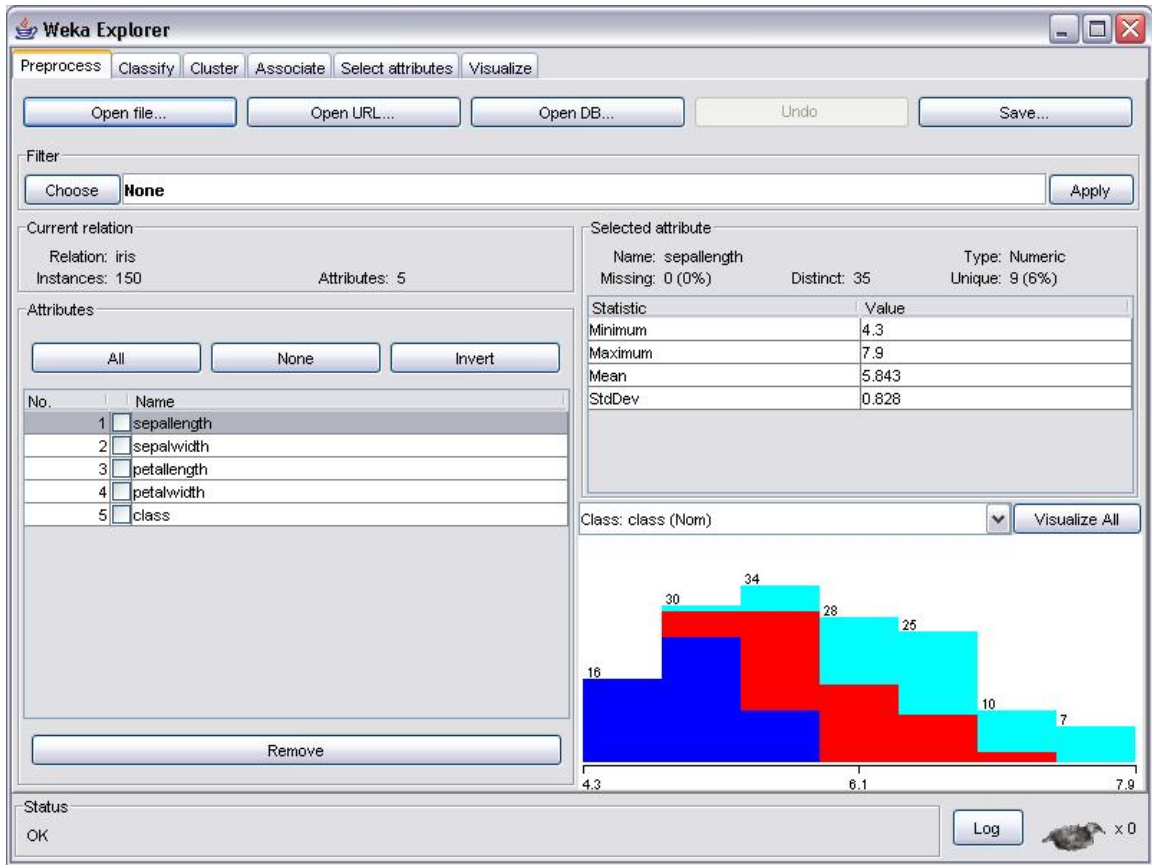 Weka Explorer
Preprocess Classify Cluster Associate Select attributes Visualize
Open file... Open URL... Open DB... Undo Save...
Filter
Choose None Apply
Current relation
Relation: iris
Instances: 150 Attributes: 5
Attributes
All None Invert
No. Name
1 sepallength
2 sepalwidth
3 petallength
4 petalwidth
5 class
Remove
Selected attribute
Name: sepallength Type: Numeric
Missing: 0 (0%) Distinct: 35 Unique: 9 (6%)
Statistic Value
Minimum 4.3
Maximum 7.9
Mean 5.843
StdDev 0.828
Class: class (Nom) Visualize All
16 30 34 28 25 10 7
4.3 6.1 7.9
Status
OK
Log x 0